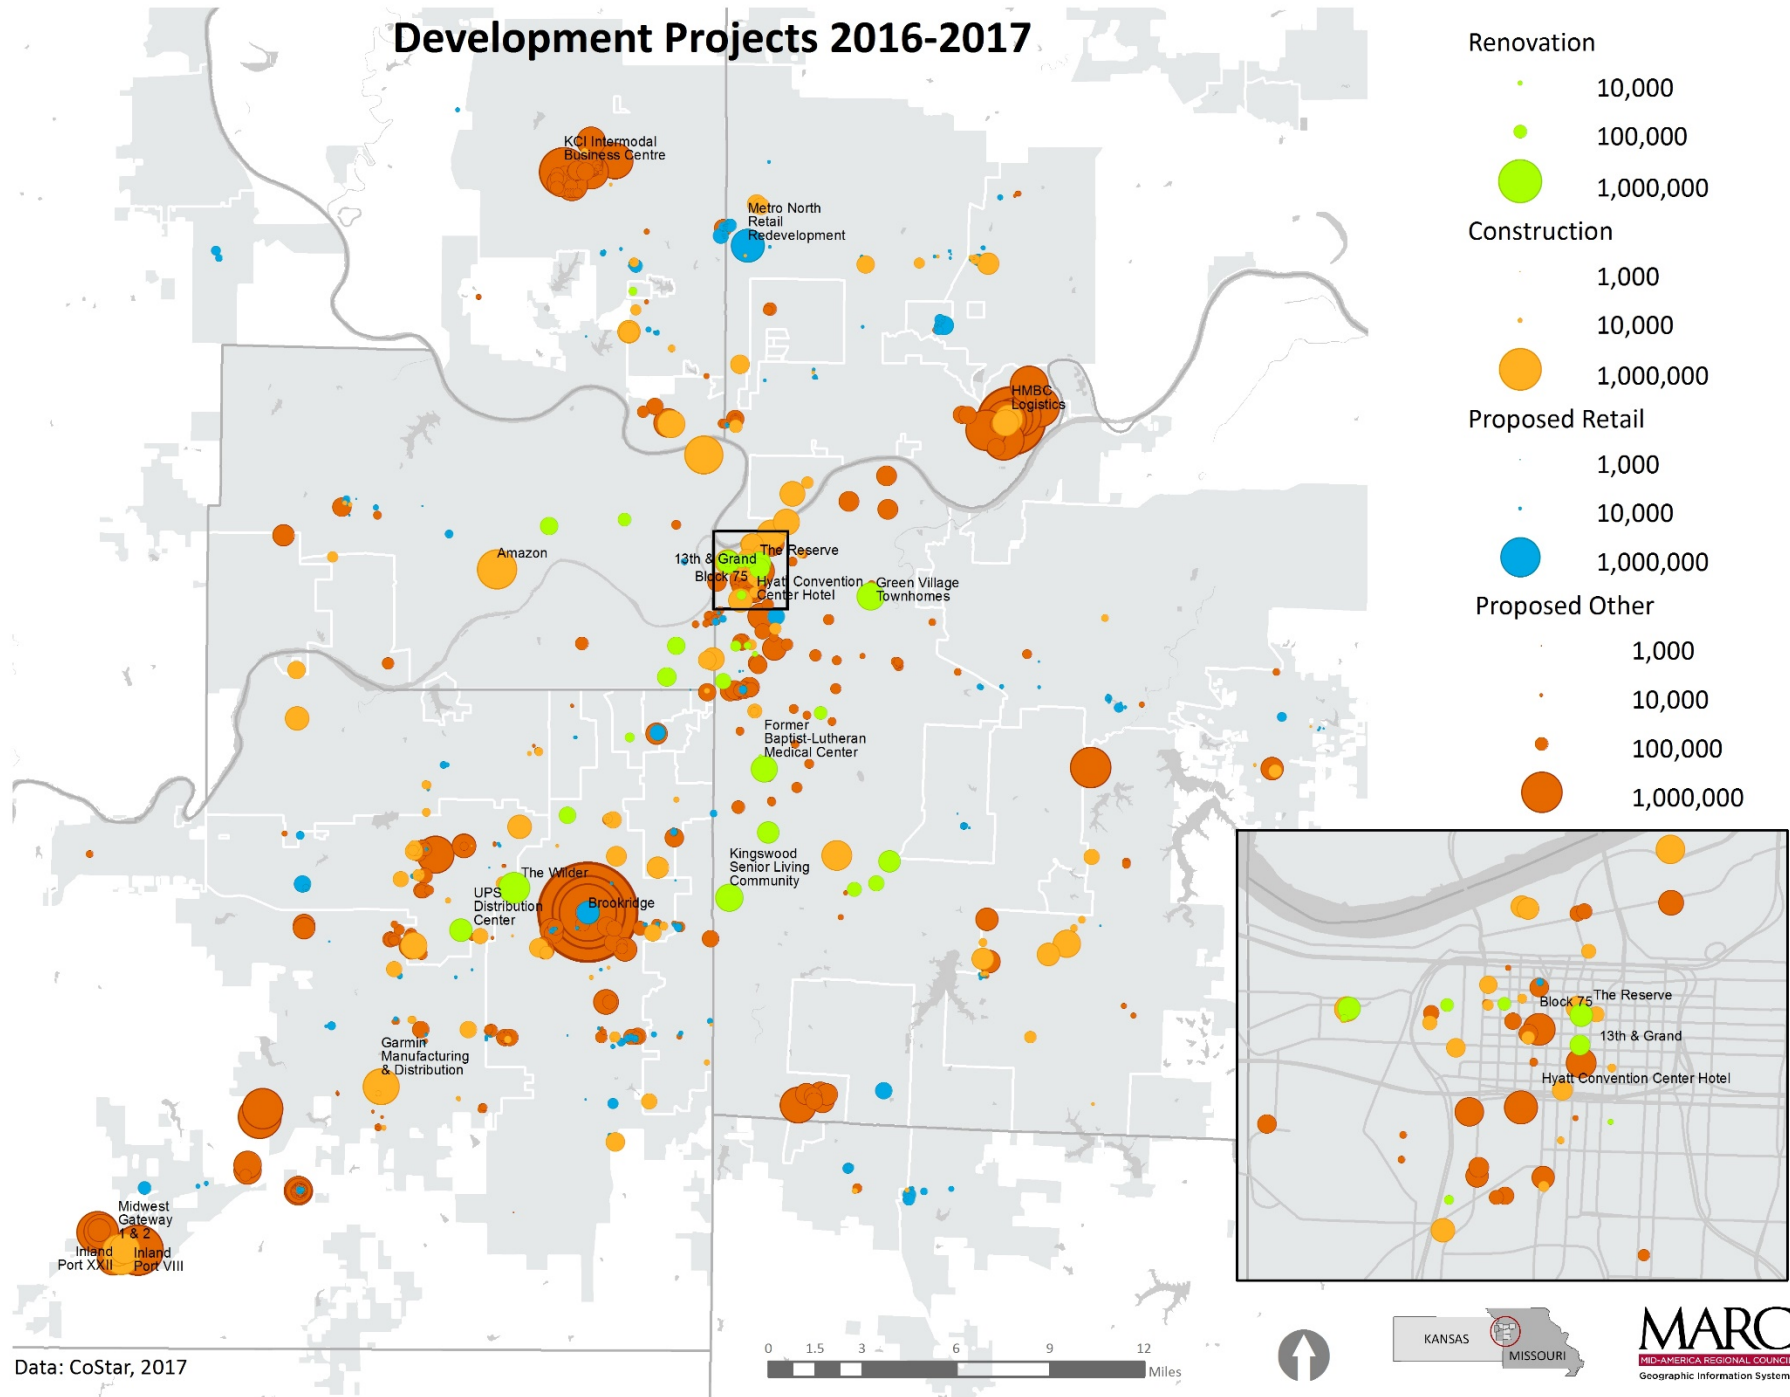 Development Projects 2016-2017
Renovation
10,000
100,000
1,000,000
Construction
1,000
10,000
1,000,000
Proposed Retail
1,000
10,000
1,000,000
Proposed Other
1,000
10,000
100,000
1,000,000
KCI Intermodal
Business Centre
Metro North
Retail
Redevelopment
HMBC
Logistics
Amazon
13th & Grand
The Reserve
Block 75
Hyatt Convention
Center Hotel
Green Village
Townhomes
Former
Baptist-Lutheran
Medical Center
Kingswood
Senior Living
Community
The Wilder
UPS
Distribution
Center
Brookridge
Garmin
Manufacturing
& Distribution
Midwest
Gateway
1 & 2
Inland
Port XXII
Inland
Port VIII
Block 75
The Reserve
13th & Grand
Hyatt Convention Center Hotel
0 1.5 3 6 9 12
Miles
KANSAS
MISSOURI
MARC
MID-AMERICA REGIONAL COUNCIL
Geographic Information System
Data: CoStar, 2017